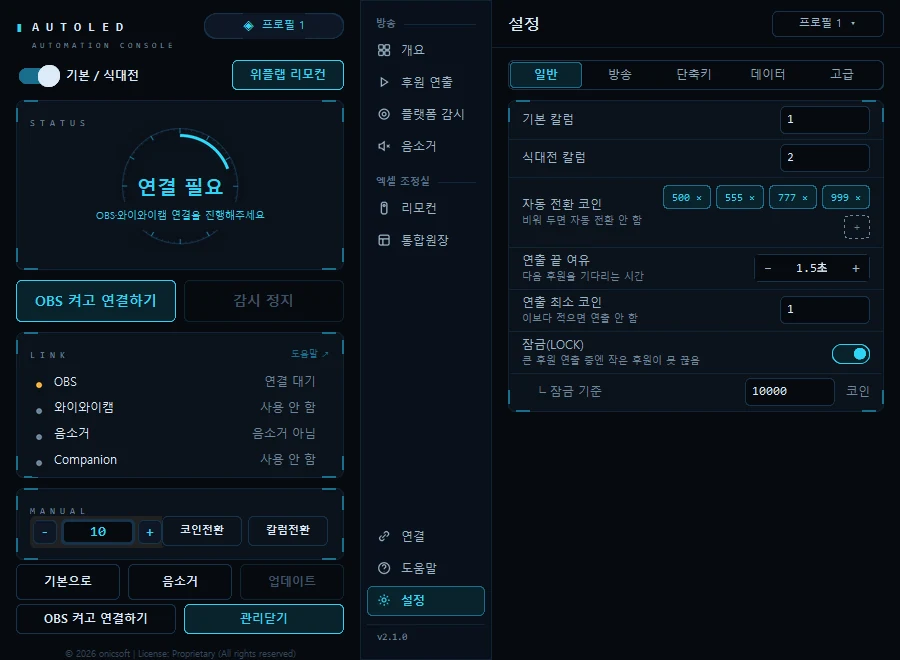 AUTOLED
AUTOMATION CONSOLE
◈ 프로필 1
기본 / 식대전
위플랩 리모컨
STATUS
연결 필요
OBS·와이와이캠 연결을 진행해주세요
OBS 켜고 연결하기
감시 정지
LINK
도움말 ↗
OBS
연결 대기
와이와이캠
사용 안 함
음소거
음소거 아님
Companion
사용 안 함
MANUAL
-
10
+
코인전환
칼럼전환
기본으로
음소거
업데이트
OBS 켜고 연결하기
관리닫기
© 2026 onicsoft | License: Proprietary (All rights reserved)
방송
개요
후원 연출
플랫폼 감시
음소거
엑셀 조정실
리모컨
통합원장
연결
도움말
설정
v2.1.0
설정
프로필 1
일반
방송
단축키
데이터
고급
기본 칼럼
1
식대전 칼럼
2
자동 전환 코인
비워 두면 자동 전환 안 함
500 ×
555 ×
777 ×
999 ×
+
연출 끝 여유
다음 후원을 기다리는 시간
−
1.5초
+
연출 최소 코인
이보다 적으면 연출 안 함
1
잠금(LOCK)
큰 후원 연출 중엔 작은 후원이 못 끊음
└ 잠금 기준
10000
코인